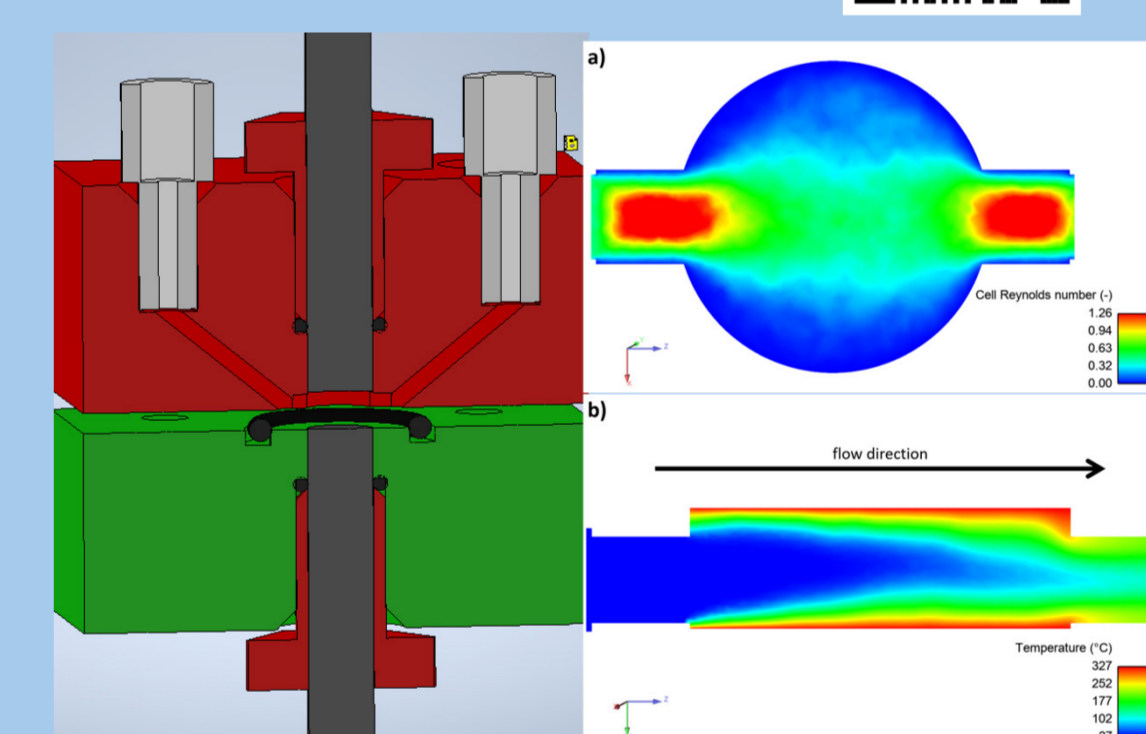 a)
Cell Reynolds number (-)
1.26
0.94
0.63
0.32
0.00
z
b)
flow direction
z
Temperature (°C)
327
252
177
102